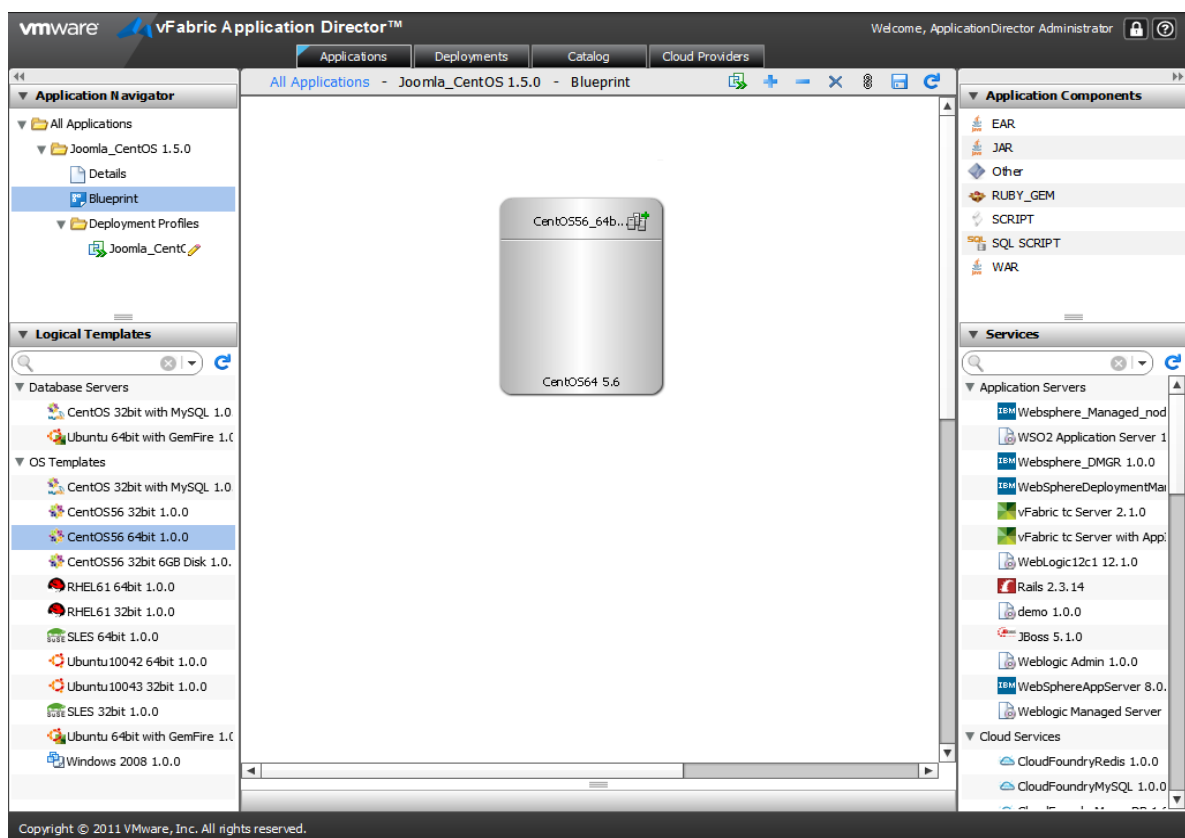 vmware vFabric Application Director™
Welcome, ApplicationDirector Administrator
Applications Deployments Catalog Cloud Providers
All Applications - Joomla_CentOS 1.5.0 - Blueprint
Application Navigator
All Applications
Joomla_CentOS 1.5.0
Details
Blueprint
Deployment Profiles
Joomla_CentC
Logical Templates
Database Servers
CentOS 32bit with MySQL 1.0
Ubuntu 64bit with GemFire 1.(
OS Templates
CentOS 32bit with MySQL 1.0
CentOS56 32bit 1.0.0
CentOS56 64bit 1.0.0
CentOS56 32bit 6GB Disk 1.0.
RHEL61 64bit 1.0.0
RHEL61 32bit 1.0.0
SLES 64bit 1.0.0
Ubuntu10042 64bit 1.0.0
Ubuntu10043 32bit 1.0.0
SLES 32bit 1.0.0
Ubuntu 64bit with GemFire 1.(
Windows 2008 1.0.0
CentOS56_64b...
CentOS64 5.6
Application Components
EAR
JAR
Other
RUBY_GEM
SCRIPT
SQL SCRIPT
WAR
Services
Application Servers
Websphere_Managed_nod
WSO2 Application Server 1
Websphere_DMGR 1.0.0
WebSphereDeploymentMa
vFabric tc Server 2.1.0
vFabric tc Server with App
WebLogic12c1 12.1.0
Rails 2.3.14
demo 1.0.0
JBoss 5.1.0
Weblogic Admin 1.0.0
WebSphereAppServer 8.0.
Weblogic Managed Server
Cloud Services
CloudFoundryRedis 1.0.0
CloudFoundryMySQL 1.0.0
Copyright © 2011 VMware, Inc. All rights reserved.